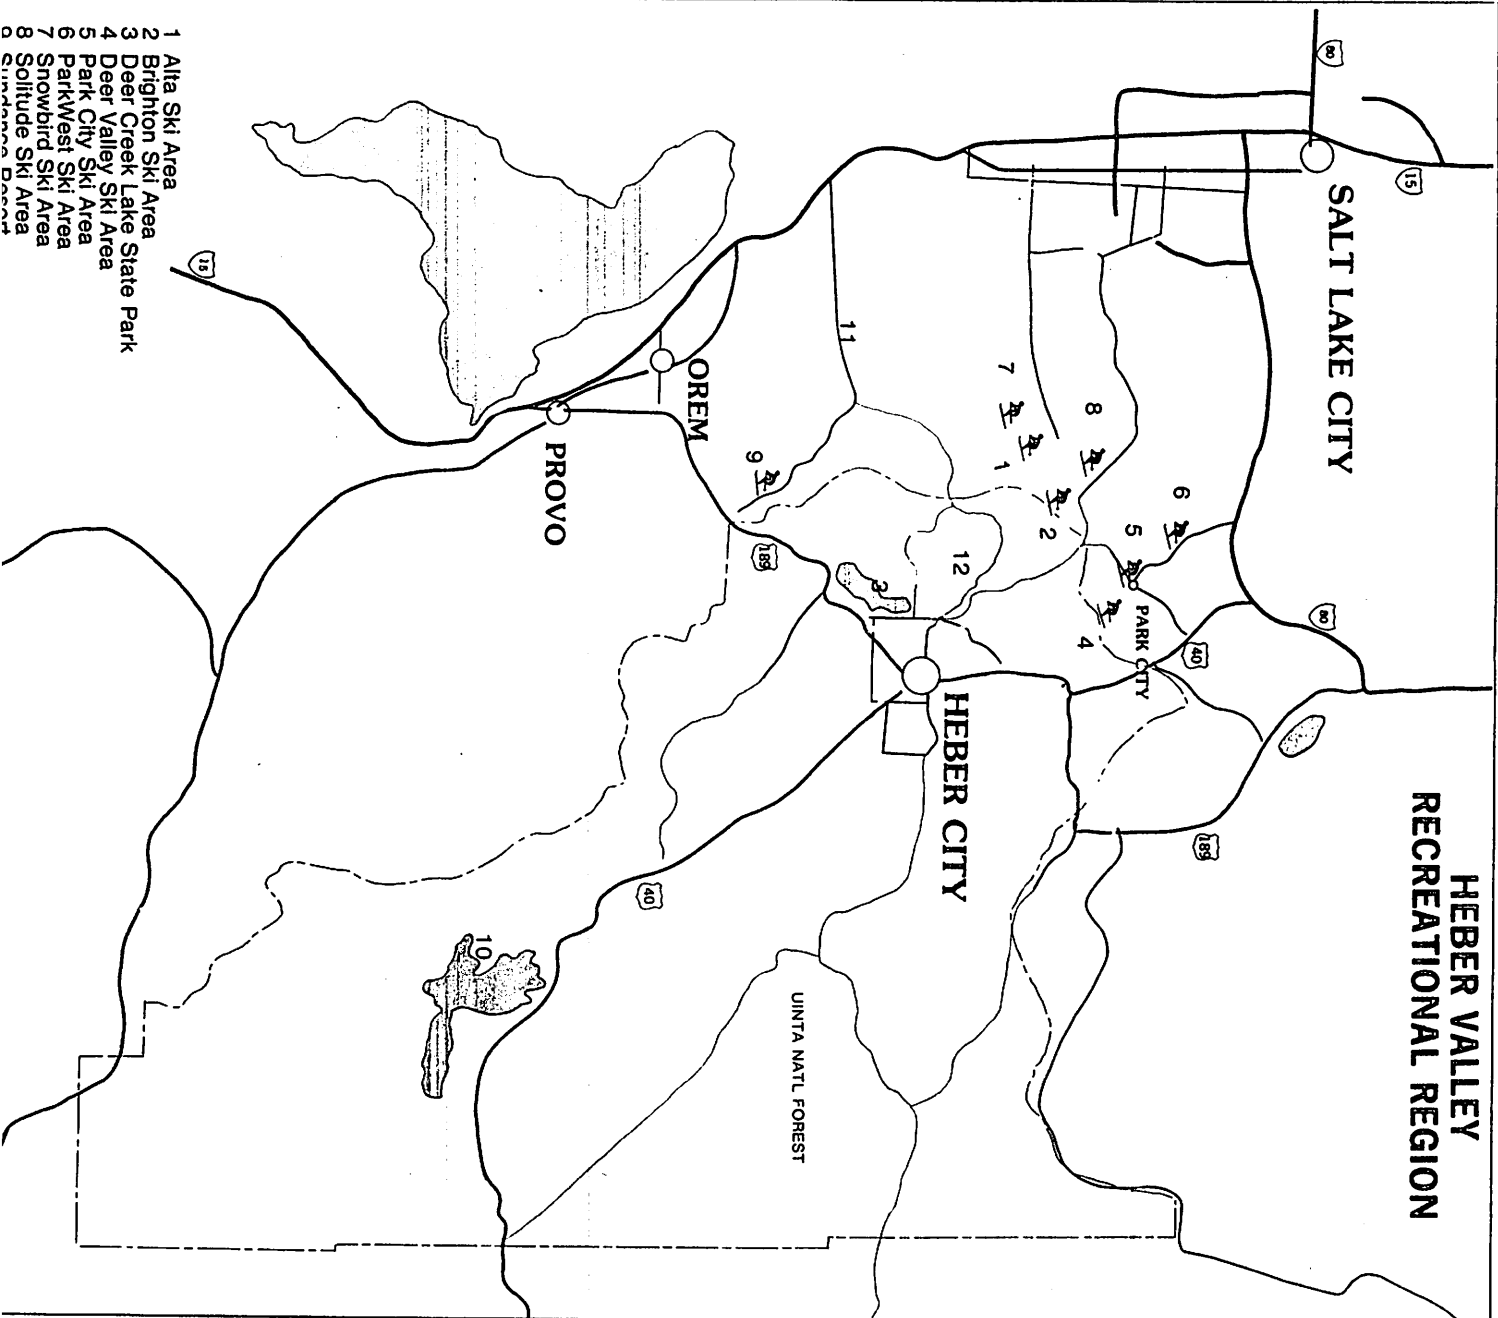 HEBER VALLEY
RECREATIONAL REGION
SALT LAKE CITY
80
15
80
40
189
PARK CITY
HEBER CITY
OREM
PROVO
189
40
15
UINTA NATL FOREST
6
5
8
4
2
7
1
12
11
3
9
10
1 Alta Ski Area
2 Brighton Ski Area
3 Deer Creek Lake State Park
4 Deer Valley Ski Area
5 Park City Ski Area
6 ParkWest Ski Area
7 Snowbird Ski Area
8 Solitude Ski Area